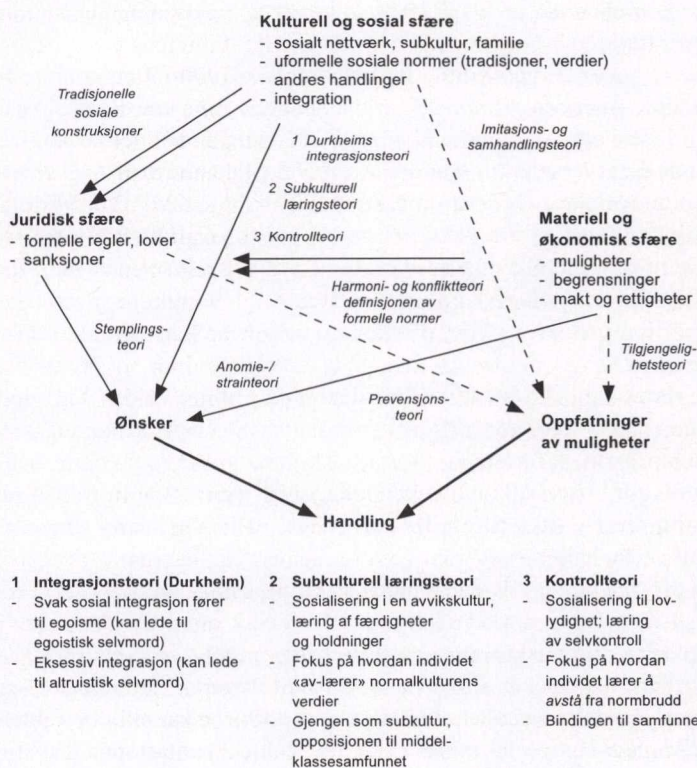 Kulturell og sosial sfære
- sosialt nettværk, subkultur, familie
- uformelle sosiale normer (tradisjoner, verdier)
- andres handlinger
- integration
Tradisjonelle
sosiale
konstruksjoner
1 Durkheims
integrasjonsteori
Imitasjons- og
samhandlingsteori
2 Subkulturell
læringsteori
Juridisk sfære
- formelle regler, lover
- sanksjoner
3 Kontrollteori
Materiell og
økonomisk sfære
- muligheter
- begrensninger
- makt og rettigheter
Harmoni- og konfliktteori
definisjonen av
formelle normer
Stemplings-
teori
Tilgjengelig-
hetsteori
Anomie-/
strainteori
Prevensjons-
teori
Ønsker
Oppfatninger
av muligheter
Handling
1 Integrasjonsteori (Durkheim)
- Svak sosial integrasjon fører
til egoisme (kan lede til
egoistisk selvmord)
- Eksessiv integrasjon (kan lede
til altruistisk selvmord)
2 Subkulturell læringsteori
- Sosialisering i en avvikskultur,
læring af færdigheter
og holdninger
- Fokus på hvordan individet
«av-lærer» normalkulturens
verdier
- Gjengen som subkultur,
opposisjonen til middel-
klassesamfunnet
3 Kontrollteori
- Sosialisering til lov-
lydighet; læring
av selvkontroll
- Fokus på hvordan
individet lærer å
avstå fra normbrudd
- Bindingen til samfunne